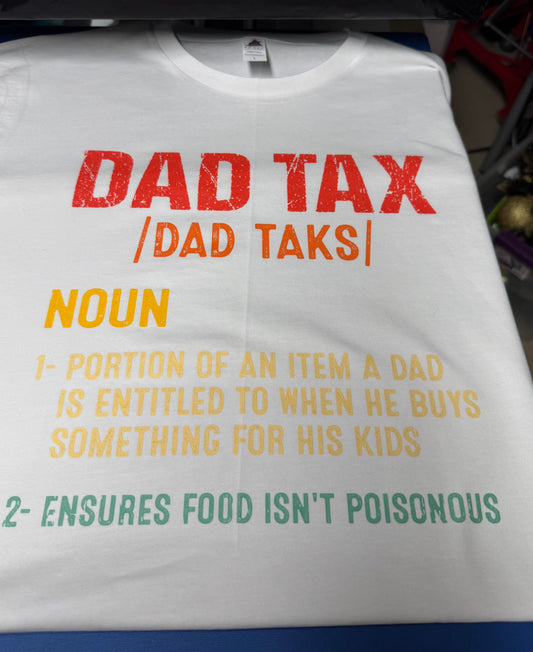 DAD TAX
/DAD TAKS|
NOUN
1- PORTION OF AN ITEM A DAD
IS ENTITLED TO WHEN HE BUYS
SOMETHING FOR HIS KIDS
2- ENSURES FOOD ISN'T POISONOUS